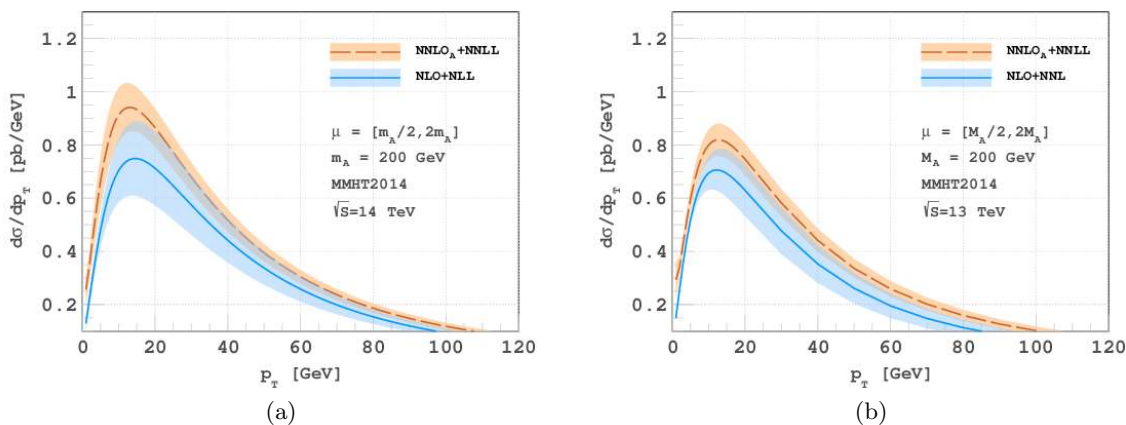 1.2
1
0.8
0.6
0.4
0.2
dσ/dp_T [pb/GeV]
NNLO_A+NNLL
NLO+NLL
μ = [m_A/2,2m_A]
m_A = 200 GeV
MMHT2014
√S=14 TeV
0 20 40 60 80 100 120
p_T [GeV]
(a)
1.2
1
0.8
0.6
0.4
0.2
dσ/dp_T [pb/GeV]
NNLO_A+NNLL
NLO+NNL
μ = [M_A/2,2M_A]
M_A = 200 GeV
MMHT2014
√S=13 TeV
0 20 40 60 80 100 120
p_T [GeV]
(b)